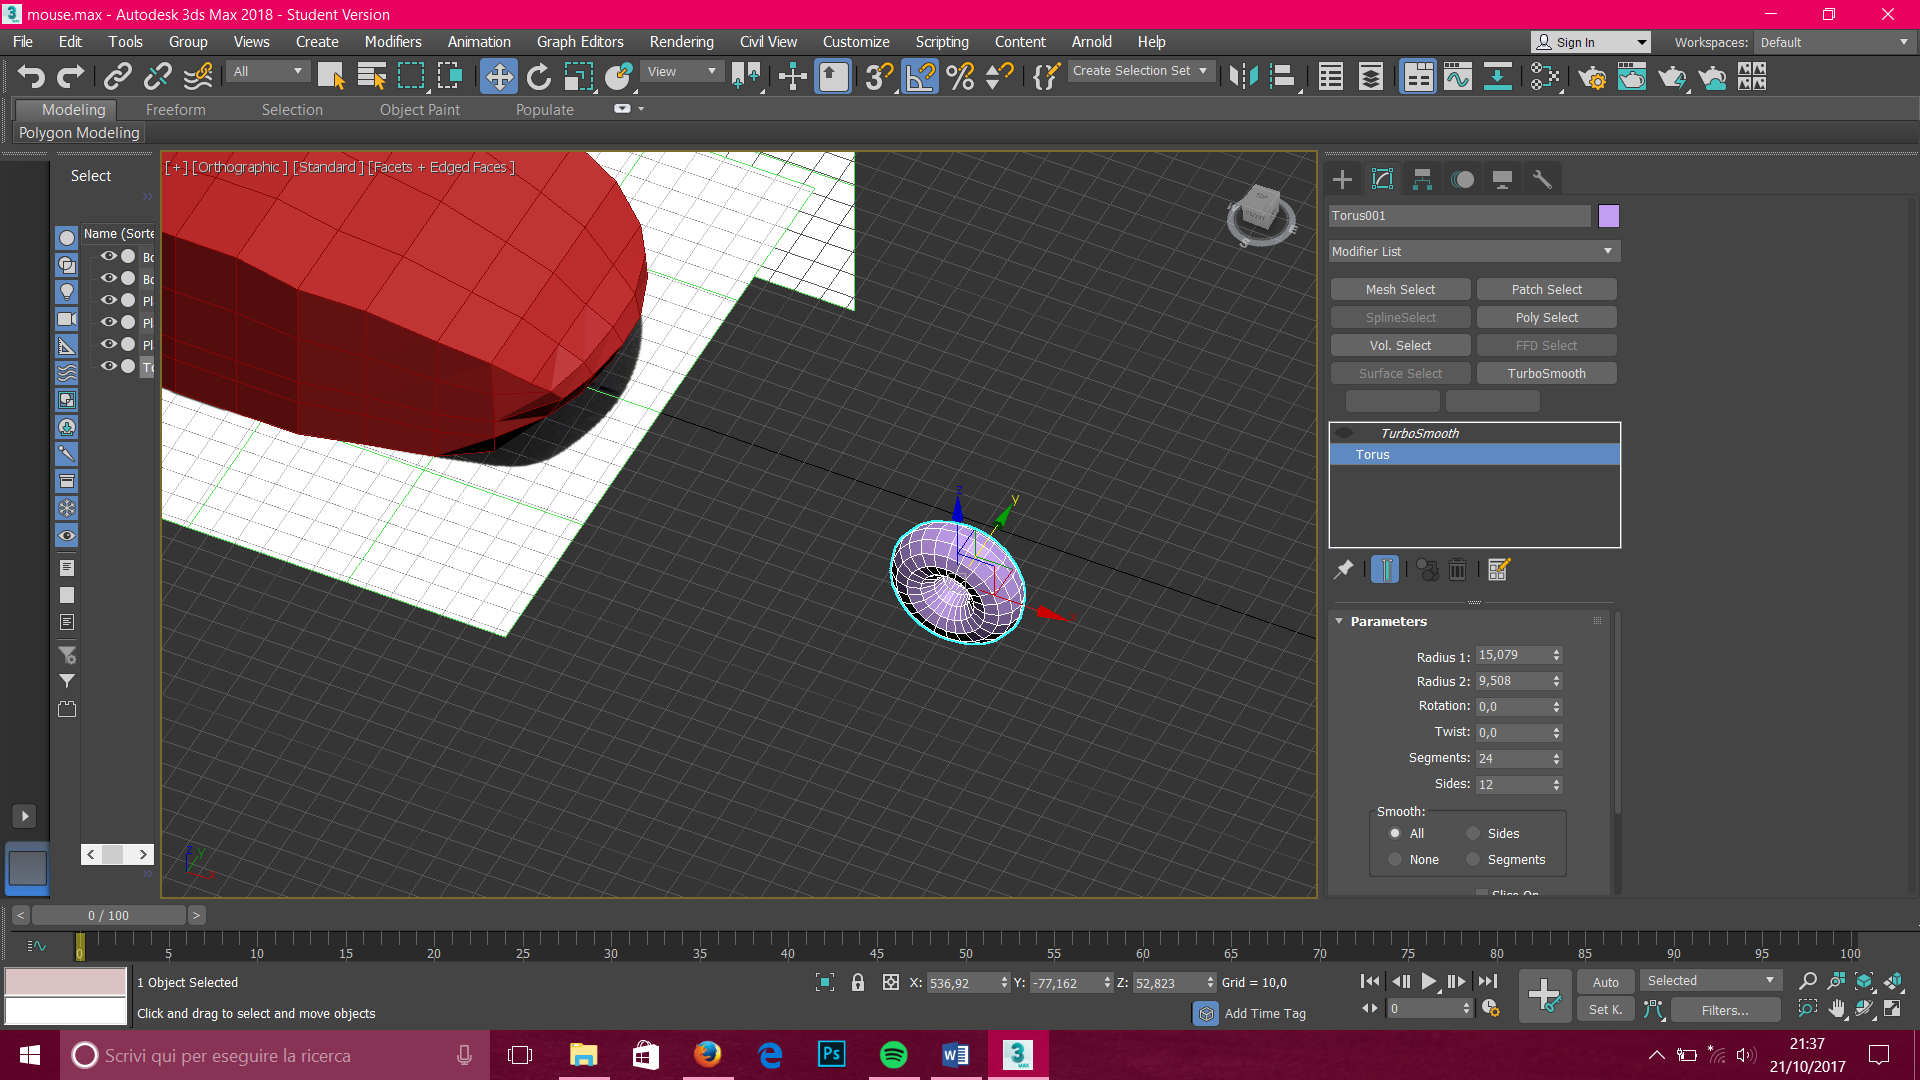 mouse.max - Autodesk 3ds Max 2018 - Student Version
File Edit Tools Group Views Create Modifiers Animation Graph Editors Rendering Civil View Customize Scripting Content Arnold Help
Sign In Workspaces: Default
All View Create Selection Set
Modeling Freeform Selection Object Paint Populate
Polygon Modeling
Select
[+] [Orthographic ] [Standard ] [Facets + Edged Faces ]
Name (Sorte
Bo
Bo
Pl
Pl
Pl
To
Torus001
Modifier List
Mesh Select Patch Select
SplineSelect Poly Select
Vol. Select FFD Select
Surface Select TurboSmooth
TurboSmooth
Torus
Parameters
Radius 1: 15,079
Radius 2: 9,508
Rotation: 0,0
Twist: 0,0
Segments: 24
Sides: 12
Smooth:
All Sides
None Segments
Slice On
z y x
z y
0 / 100
0 5 10 15 20 25 30 35 40 45 50 55 60 65 70 75 80 85 90 95 100
1 Object Selected
X: 536,92 Y: -77,162 Z: 52,823 Grid = 10,0
Auto Selected
Click and drag to select and move objects
Add Time Tag
0
Set K. Filters...
Scrivi qui per eseguire la ricerca
21:37
21/10/2017